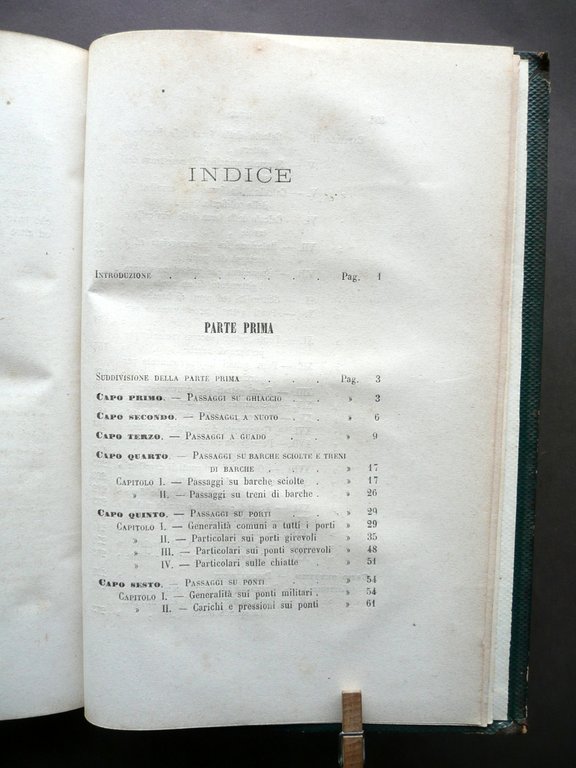 INDICE
INTRODUZIONE . . . . . . . Pag. 1
PARTE PRIMA
SUDDIVISIONE DELLA PARTE PRIMA . . . Pag. 3
CAPO PRIMO. — PASSAGGI SU GHIACCIO . . » 3
CAPO SECONDO. — PASSAGGI A NUOTO . . » 6
CAPO TERZO. — PASSAGGI A GUADO . . » 9
CAPO QUARTO. — PASSAGGI SU BARCHE SCIOLTE E TRENI
DI BARCHE . . . » 17
CAPITOLO I. — Passaggi su barche sciolte . » 17
» II. — Passaggi su treni di barche . » 26
CAPO QUINTO. — PASSAGGI SU PORTI . . » 29
CAPITOLO I. — Generalità comuni a tutti i porti » 29
» II. — Particolari sui porti girevoli » 35
» III. — Particolari sui ponti scorrevoli » 48
» IV. — Particolari sulle chiatte . » 51
CAPO SESTO. — PASSAGGI SU PONTI . . » 54
CAPITOLO I. — Generalità sui ponti militari . » 54
» II. — Carichi e pressioni sui ponti » 61